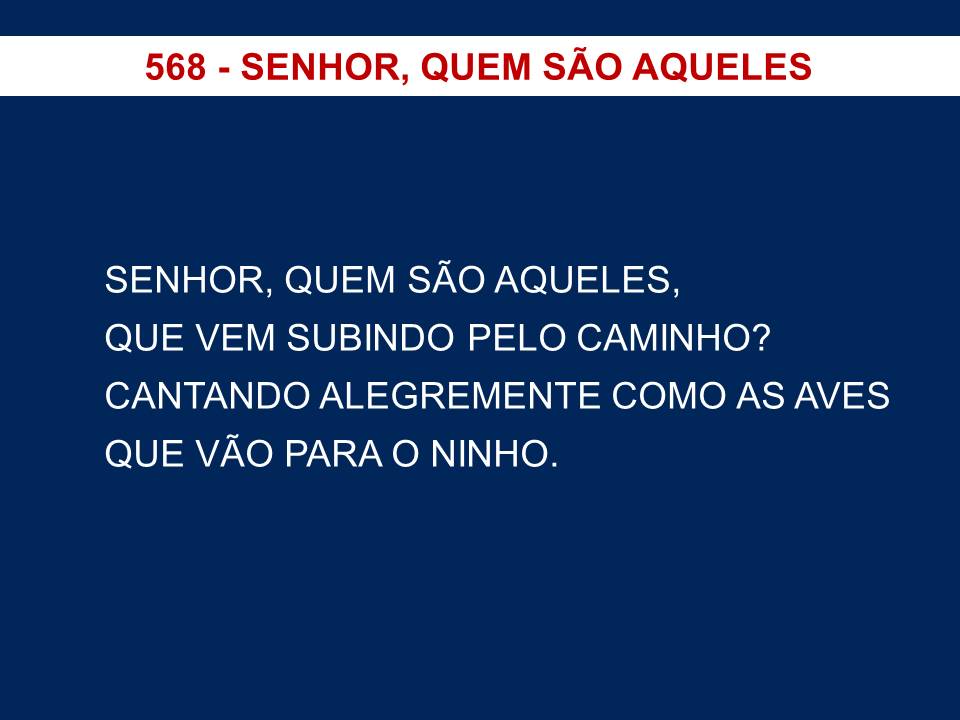 568 - SENHOR, QUEM SÃO AQUELES
SENHOR, QUEM SÃO AQUELES,
QUE VEM SUBINDO PELO CAMINHO?
CANTANDO ALEGREMENTE COMO AS AVES
QUE VÃO PARA O NINHO.